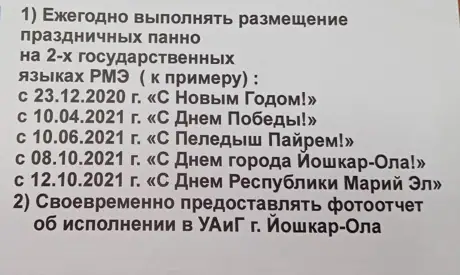 1) Ежегодно выполнять размещение
праздничных панно
на 2-х государственных
языках РМЭ ( к примеру) :
с 23.12.2020 г. «С Новым Годом!»
с 10.04.2021 г. «С Днем Победы!»
с 10.06.2021 г. «С Пеледыш Пайрем!»
с 08.10.2021 г. «С Днем города Йошкар-Ола!»
с 12.10.2021 г. «С Днем Республики Марий Эл»
2) Своевременно предоставлять фотоотчет
об исполнении в УАиГ г. Йошкар-Ола